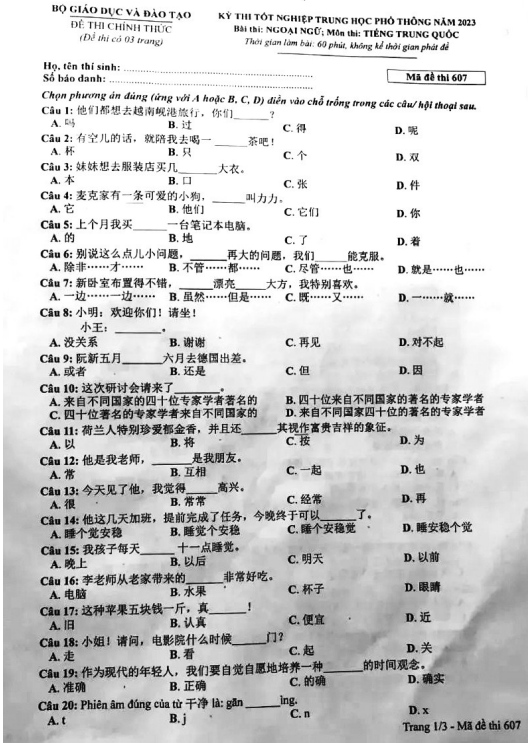 BỘ GIÁO DỤC VÀ ĐÀO TẠO
ĐỀ THI CHÍNH THỨC
(Đề thi có 03 trang)
KỲ THI TỐT NGHIỆP TRUNG HỌC PHỔ THÔNG NĂM 2023
Bài thi: NGOẠI NGỮ; Môn thi: TIẾNG TRUNG QUỐC
Thời gian làm bài: 60 phút, không kể thời gian phát đề
Họ, tên thí sinh:
Số báo danh:
Mã đề thi 607
Chọn phương án đúng (ứng với A hoặc B, C, D) điền vào chỗ trống trong các câu/ hội thoại sau.
Câu 1: 他们都想去越南岘港旅行，你们______?
A. 吗 B. 过 C. 得 D. 呢
Câu 2: 有空儿的话，就陪我去喝一______茶吧！
A. 杯 B. 只 C. 个 D. 双
Câu 3: 妹妹想去服装店买几______大衣。
A. 本 B. 口 C. 张 D. 件
Câu 4: 麦克家有一条可爱的小狗，______叫力力。
A. 它 B. 他们 C. 它们 D. 你
Câu 5: 上个月我买______一台笔记本电脑。
A. 的 B. 地 C. 了 D. 着
Câu 6: 别说这么点儿小问题，______再大的问题，我们______能克服。
A. 除非……才…… B. 不管……都…… C. 尽管……也…… D. 就是……也……
Câu 7: 新卧室布置得不错，______漂亮______大方，我特别喜欢。
A. 一边……一边…… B. 虽然……但是…… C. 既……又…… D. 一……就……
Câu 8: 小明：欢迎你们！请坐！
小王：______。
A. 没关系 B. 谢谢 C. 再见 D. 对不起
Câu 9: 阮新五月______六月去德国出差。
A. 或者 B. 还是 C. 但 D. 因
Câu 10: 这次研讨会请来了______。
A. 来自不同国家的四十位专家学者著名的 B. 四十位来自不同国家的著名的专家学者
C. 四十位著名的专家学者来自不同国家的 D. 来自不同国家四十位的著名的专家学者
Câu 11: 荷兰人特别珍爱郁金香，并且还______其视作富贵吉祥的象征。
A. 以 B. 将 C. 按 D. 为
Câu 12: 他是我老师，______是我朋友。
A. 常 B. 互相 C. 一起 D. 也
Câu 13: 今天见了他，我觉得______高兴。
A. 很 B. 常常 C. 经常 D. 再
Câu 14: 他这几天加班，提前完成了任务，今晚终于可以______了。
A. 睡个觉安稳 B. 睡觉个安稳 C. 睡个安稳觉 D. 睡安稳个觉
Câu 15: 我孩子每天______十一点睡觉。
A. 晚上 B. 以后 C. 明天 D. 以前
Câu 16: 李老师从老家带来的______非常好吃。
A. 电脑 B. 水果 C. 杯子 D. 眼睛
Câu 17: 这种苹果五块钱一斤，真______！
A. 旧 B. 认真 C. 便宜 D. 近
Câu 18: 小姐！请问，电影院什么时候______门？
A. 走 B. 看 C. 起 D. 关
Câu 19: 作为现代的年轻人，我们要自觉自愿地培养一种______的时间观念。
A. 准确 B. 正确 C. 的确 D. 确实
Câu 20: Phiên âm đúng của từ 干净 là: gān ______ìng.
A. t B. j C. n D. x
Trang 1/3 - Mã đề thi 607